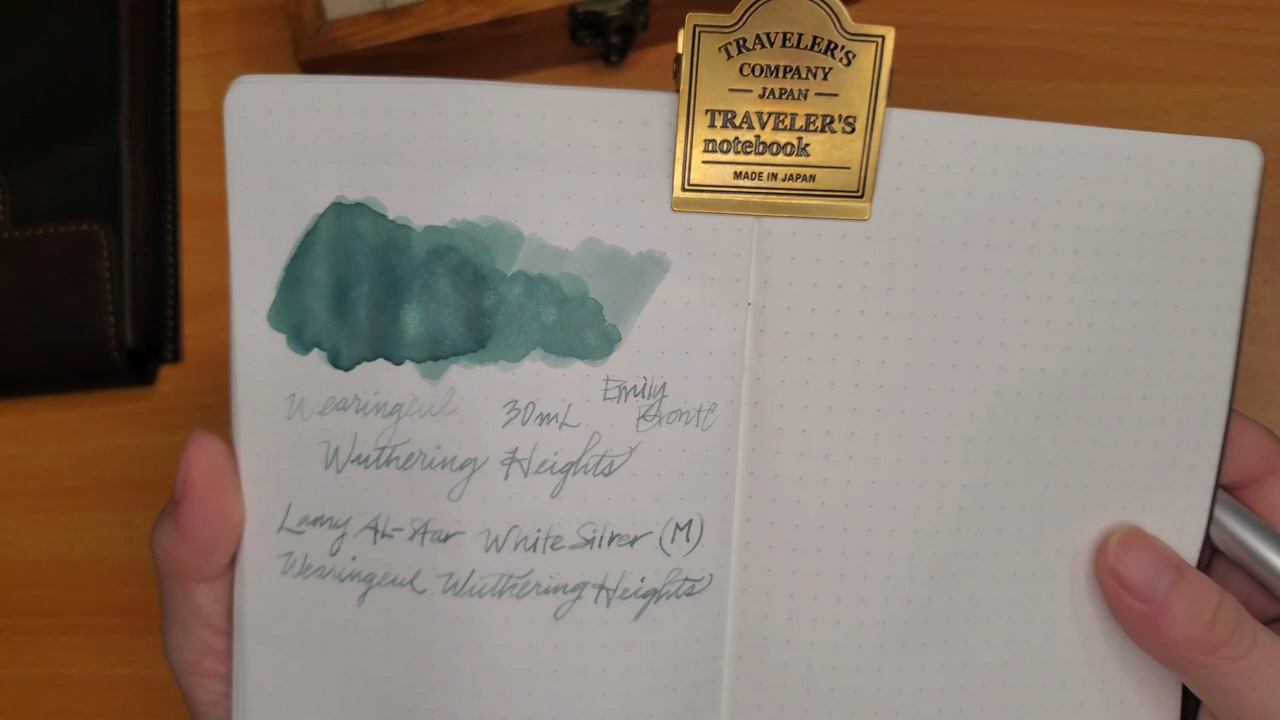 TRAVELER'S
COMPANY
JAPAN
TRAVELER'S
notebook
MADE IN JAPAN
Wearingeul 30mL Emily Brontë
Wuthering Heights
Lamy AL-Star White Silver (M)
Wearingeul Wuthering Heights